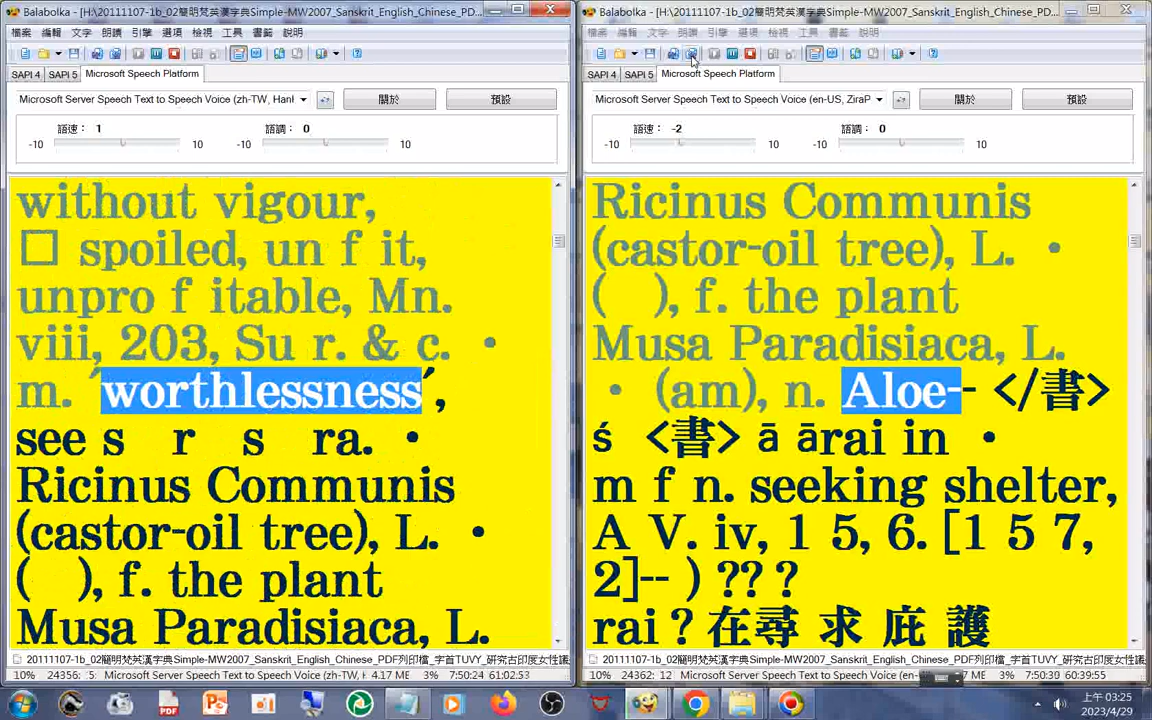 Balabolka - [H:\20111107-1b_02簡明梵英漢字典Simple-MW2007_Sanskrit_English_Chinese_PD...
檔案 編輯 文字 朗讀 引擎 選項 檢視 工具 書籤 說明
SAPI 4 SAPI 5 Microsoft Speech Platform
Microsoft Server Speech Text to Speech Voice (zh-TW, Han
關於 預設
語速： 1 語調： 0
-10 10 -10 10
without vigour,
□ spoiled, un f it,
unpro f itable, Mn.
viii, 203, Su r. & c. •
m. ´worthlessness´,
see s r s ra. •
Ricinus Communis
(castor-oil tree), L. •
( ), f. the plant
Musa Paradisiaca, L.
20111107-1b_02簡明梵英漢字典Simple-MW2007_Sanskrit_English_Chinese_PDF列印檔_字首TUVY_研究古印度女性議
10% 24356: 5: Microsoft Server Speech Text to Speech Voice (zh-TW, 4.17 ME 3% 7:50:24 61:02.53
Balabolka - [H:\20111107-1b_02簡明梵英漢字典Simple-MW2007_Sanskrit_English_Chinese_PD...
檔案 編輯 文字 朗讀 引擎 選項 檢視 工具 書籤 說明
SAPI 4 SAPI 5 Microsoft Speech Platform
Microsoft Server Speech Text to Speech Voice (en-US, ZiraP
關於 預設
語速： -2 語調： 0
-10 10 -10 10
Ricinus Communis
(castor-oil tree), L. •
( ), f. the plant
Musa Paradisiaca, L.
• (am), n. Aloe-- </書>
ś <書> ā ārai in •
m f n. seeking shelter,
A V. iv, 1 5, 6. [1 5 7,
2]-- ) ?? ?
rai ? 在尋 求 庇 護
20111107-1b_02簡明梵英漢字典Simple-MW2007_Sanskrit_English_Chinese_PDF列印檔_字首TUVY_研究古印度女性議
10% 24362: 12 Microsoft Server Speech Text to Speech Voice (en-US ME 3% 7:50:39 60:39.55
上午 03:25
2023/4/29